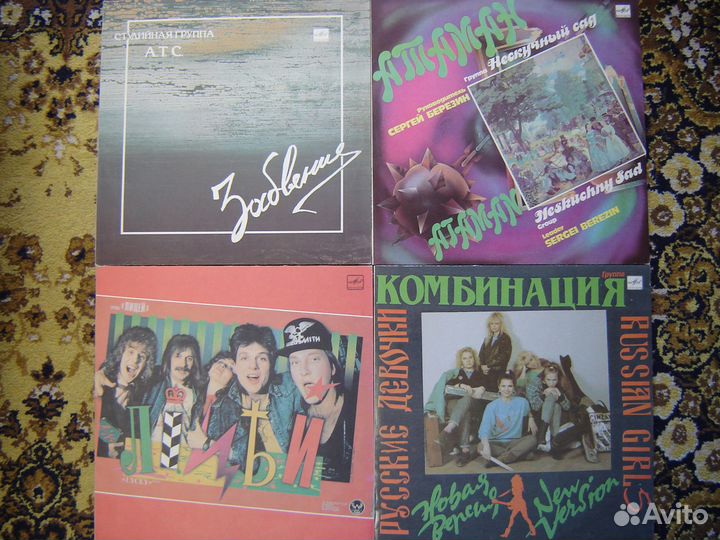 СТУДИЙНАЯ ГРУППА
А.Т.С.
Забвение
АТАМАН
Группа Нескучный сад
Руководитель
СЕРГЕЙ БЕРЕЗИН
АТАМАН
Neskuchny Sad
Group
Leader
SERGEI BEREZIN
«ЛИЦЕЙ»
Группа
КОМБИНАЦИЯ
РУССКИЕ ДЕВОЧКИ
RUSSIAN GIRLS
Новая
версия
New
Version
Avito